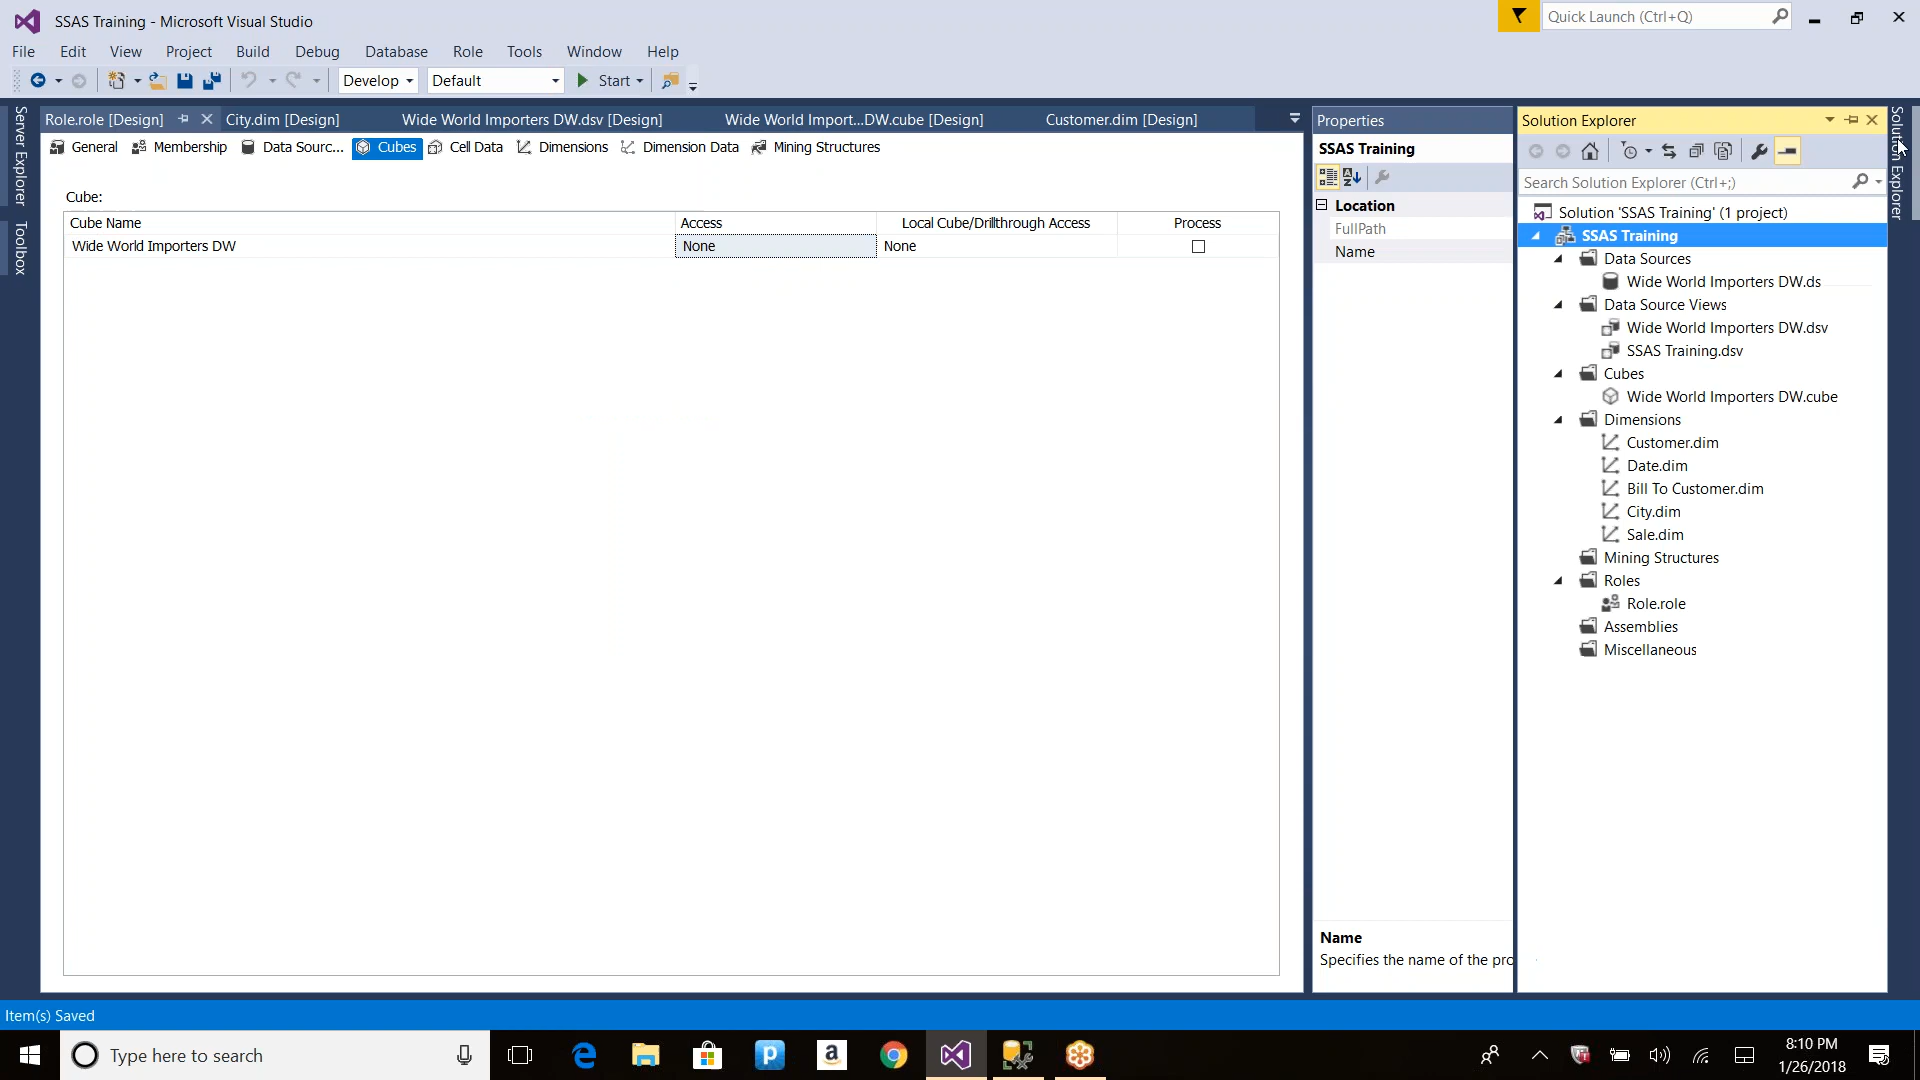 SSAS Training - Microsoft Visual Studio
Quick Launch (Ctrl+Q)
File Edit View Project Build Debug Database Role Tools Window Help
Develop Default Start
Server Explorer
Toolbox
Role.role [Design] City.dim [Design] Wide World Importers DW.dsv [Design] Wide World Import...DW.cube [Design] Customer.dim [Design]
General Membership Data Sourc... Cubes Cell Data Dimensions Dimension Data Mining Structures
Cube:
Cube Name Access Local Cube/Drillthrough Access Process
Wide World Importers DW None None
Properties
SSAS Training
Location
FullPath
Name
Name
Specifies the name of the pro
Solution Explorer
Search Solution Explorer (Ctrl+;)
Solution 'SSAS Training' (1 project)
SSAS Training
Data Sources
Wide World Importers DW.ds
Data Source Views
Wide World Importers DW.dsv
SSAS Training.dsv
Cubes
Wide World Importers DW.cube
Dimensions
Customer.dim
Date.dim
Bill To Customer.dim
City.dim
Sale.dim
Mining Structures
Roles
Role.role
Assemblies
Miscellaneous
Solution Explorer
Item(s) Saved
Type here to search
8:10 PM
1/26/2018